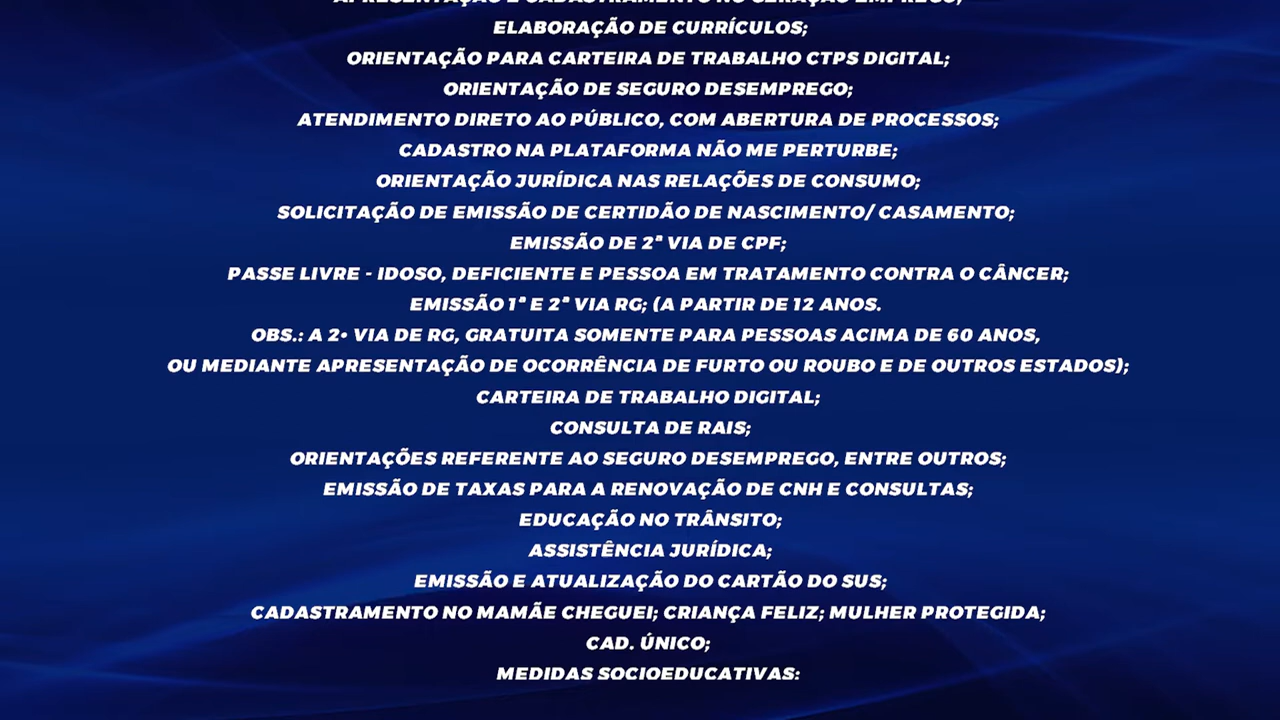 APRESENTAÇÃO E CADASTRAMENTO NO GERAÇÃO EMPREGO;
ELABORAÇÃO DE CURRÍCULOS;
ORIENTAÇÃO PARA CARTEIRA DE TRABALHO CTPS DIGITAL;
ORIENTAÇÃO DE SEGURO DESEMPREGO;
ATENDIMENTO DIRETO AO PÚBLICO, COM ABERTURA DE PROCESSOS;
CADASTRO NA PLATAFORMA NÃO ME PERTURBE;
ORIENTAÇÃO JURÍDICA NAS RELAÇÕES DE CONSUMO;
SOLICITAÇÃO DE EMISSÃO DE CERTIDÃO DE NASCIMENTO/ CASAMENTO;
EMISSÃO DE 2ª VIA DE CPF;
PASSE LIVRE - IDOSO, DEFICIENTE E PESSOA EM TRATAMENTO CONTRA O CÂNCER;
EMISSÃO 1ª E 2ª VIA RG; (A PARTIR DE 12 ANOS.
OBS.: A 2• VIA DE RG, GRATUITA SOMENTE PARA PESSOAS ACIMA DE 60 ANOS,
OU MEDIANTE APRESENTAÇÃO DE OCORRÊNCIA DE FURTO OU ROUBO E DE OUTROS ESTADOS);
CARTEIRA DE TRABALHO DIGITAL;
CONSULTA DE RAIS;
ORIENTAÇÕES REFERENTE AO SEGURO DESEMPREGO, ENTRE OUTROS;
EMISSÃO DE TAXAS PARA A RENOVAÇÃO DE CNH E CONSULTAS;
EDUCAÇÃO NO TRÂNSITO;
ASSISTÊNCIA JURÍDICA;
EMISSÃO E ATUALIZAÇÃO DO CARTÃO DO SUS;
CADASTRAMENTO NO MAMÃE CHEGUEI; CRIANÇA FELIZ; MULHER PROTEGIDA;
CAD. ÚNICO;
MEDIDAS SOCIOEDUCATIVAS: